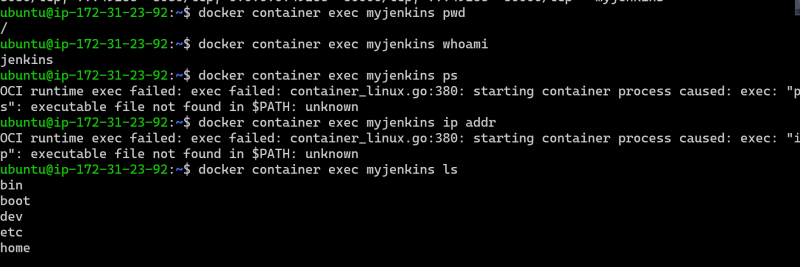 ubuntu@ip-172-31-23-92:~$ docker container exec myjenkins pwd
/
ubuntu@ip-172-31-23-92:~$ docker container exec myjenkins whoami
jenkins
ubuntu@ip-172-31-23-92:~$ docker container exec myjenkins ps
OCI runtime exec failed: exec failed: container_linux.go:380: starting container process caused: exec: "p
s": executable file not found in $PATH: unknown
ubuntu@ip-172-31-23-92:~$ docker container exec myjenkins ip addr
OCI runtime exec failed: exec failed: container_linux.go:380: starting container process caused: exec: "i
p": executable file not found in $PATH: unknown
ubuntu@ip-172-31-23-92:~$ docker container exec myjenkins ls
bin
boot
dev
etc
home